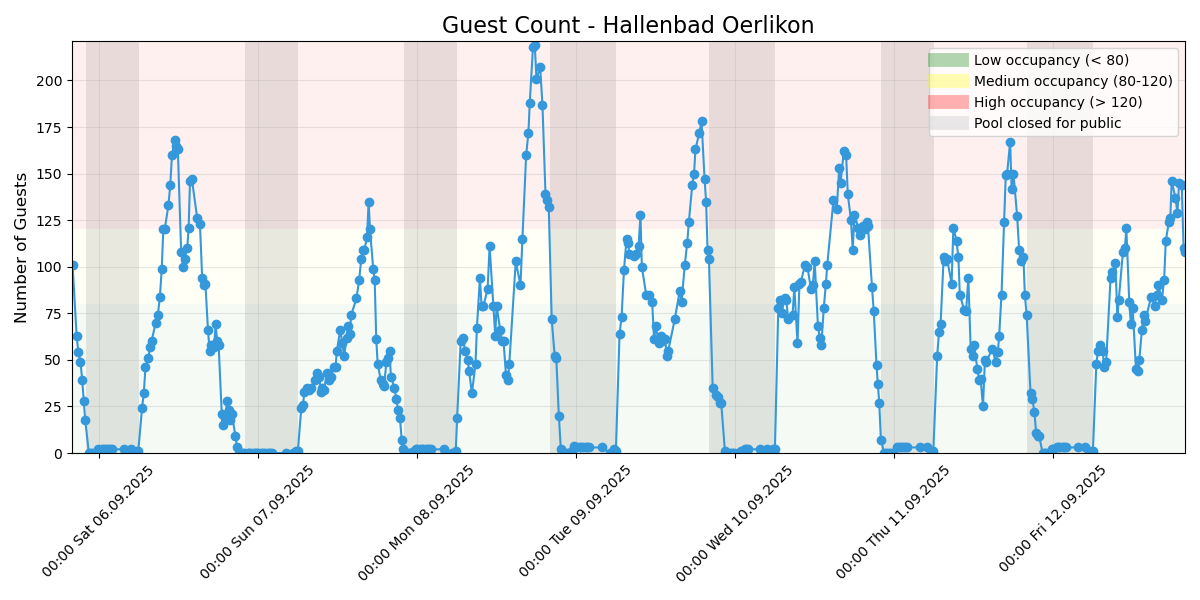 Guest Count - Hallenbad Oerlikon
Number of Guests
200
175
150
125
100
75
50
25
0
Low occupancy (< 80)
Medium occupancy (80-120)
High occupancy (> 120)
Pool closed for public
00:00 Sat 06.09.2025
00:00 Sun 07.09.2025
00:00 Mon 08.09.2025
00:00 Tue 09.09.2025
00:00 Wed 10.09.2025
00:00 Thu 11.09.2025
00:00 Fri 12.09.2025